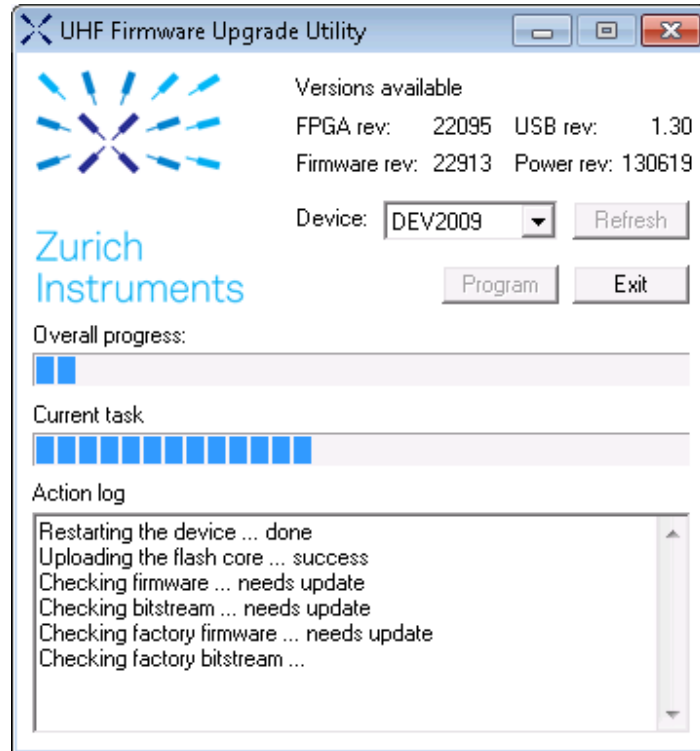 UHF Firmware Upgrade Utility
Versions available
FPGA rev: 22095 USB rev: 1.30
Firmware rev: 22913 Power rev: 130619
Device: DEV2009 Refresh
Zurich
Instruments
Program Exit
Overall progress:
Current task
Action log
Restarting the device ... done
Uploading the flash core ... success
Checking firmware ... needs update
Checking bitstream ... needs update
Checking factory firmware ... needs update
Checking factory bitstream ...